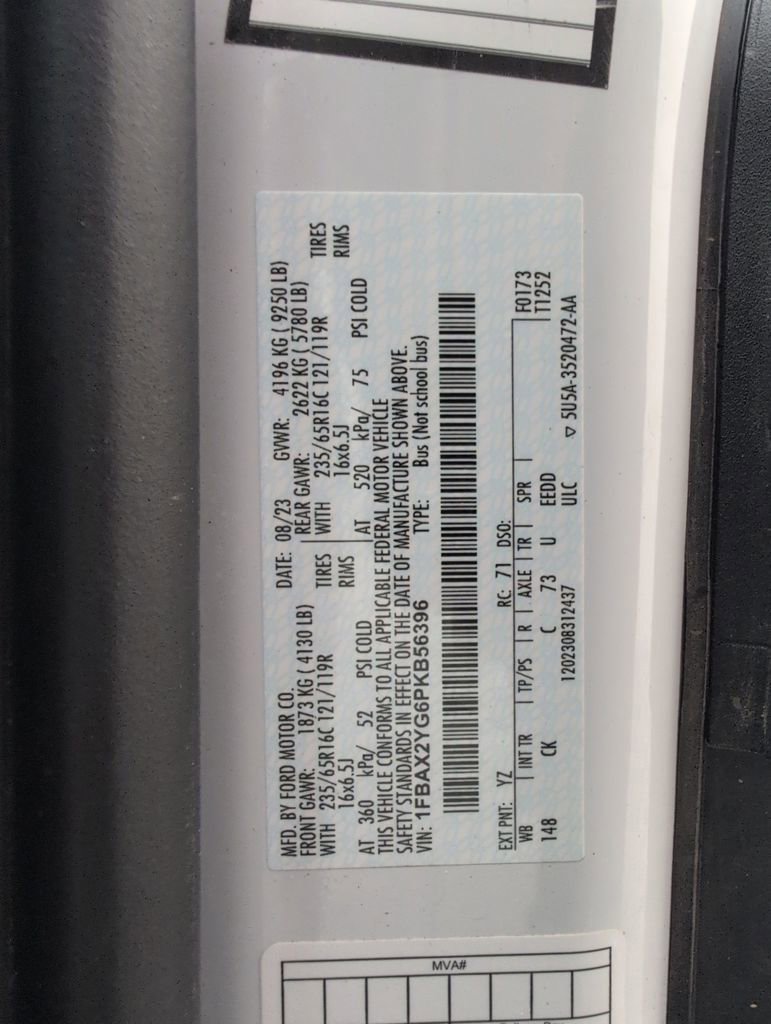 MFD. BY FORD MOTOR CO.
DATE: 08/23 GVWR: 4196 KG ( 9250 LB)
FRONT GAWR: 1873 KG ( 4130 LB) REAR GAWR: 2622 KG ( 5780 LB)
WITH 235/65R16C 121/119R TIRES WITH 235/65R16C 121/119R TIRES
16x6.5J RIMS 16x6.5J RIMS
AT 360 kPa/ 52 PSI COLD AT 520 kPa/ 75 PSI COLD
THIS VEHICLE CONFORMS TO ALL APPLICABLE FEDERAL MOTOR VEHICLE
SAFETY STANDARDS IN EFFECT ON THE DATE OF MANUFACTURE SHOWN ABOVE.
VIN: 1FBAX2YG6PKB56396 TYPE: Bus (Not school bus)
EXT PNT: YZ RC: 71 DSO:
WB INT TR TP/PS R AXLE TR SPR F0173
148 CK C 73 U EEDD T1252
1202308312437 ULC ▽ 5U5A-3520472-AA
MVA#